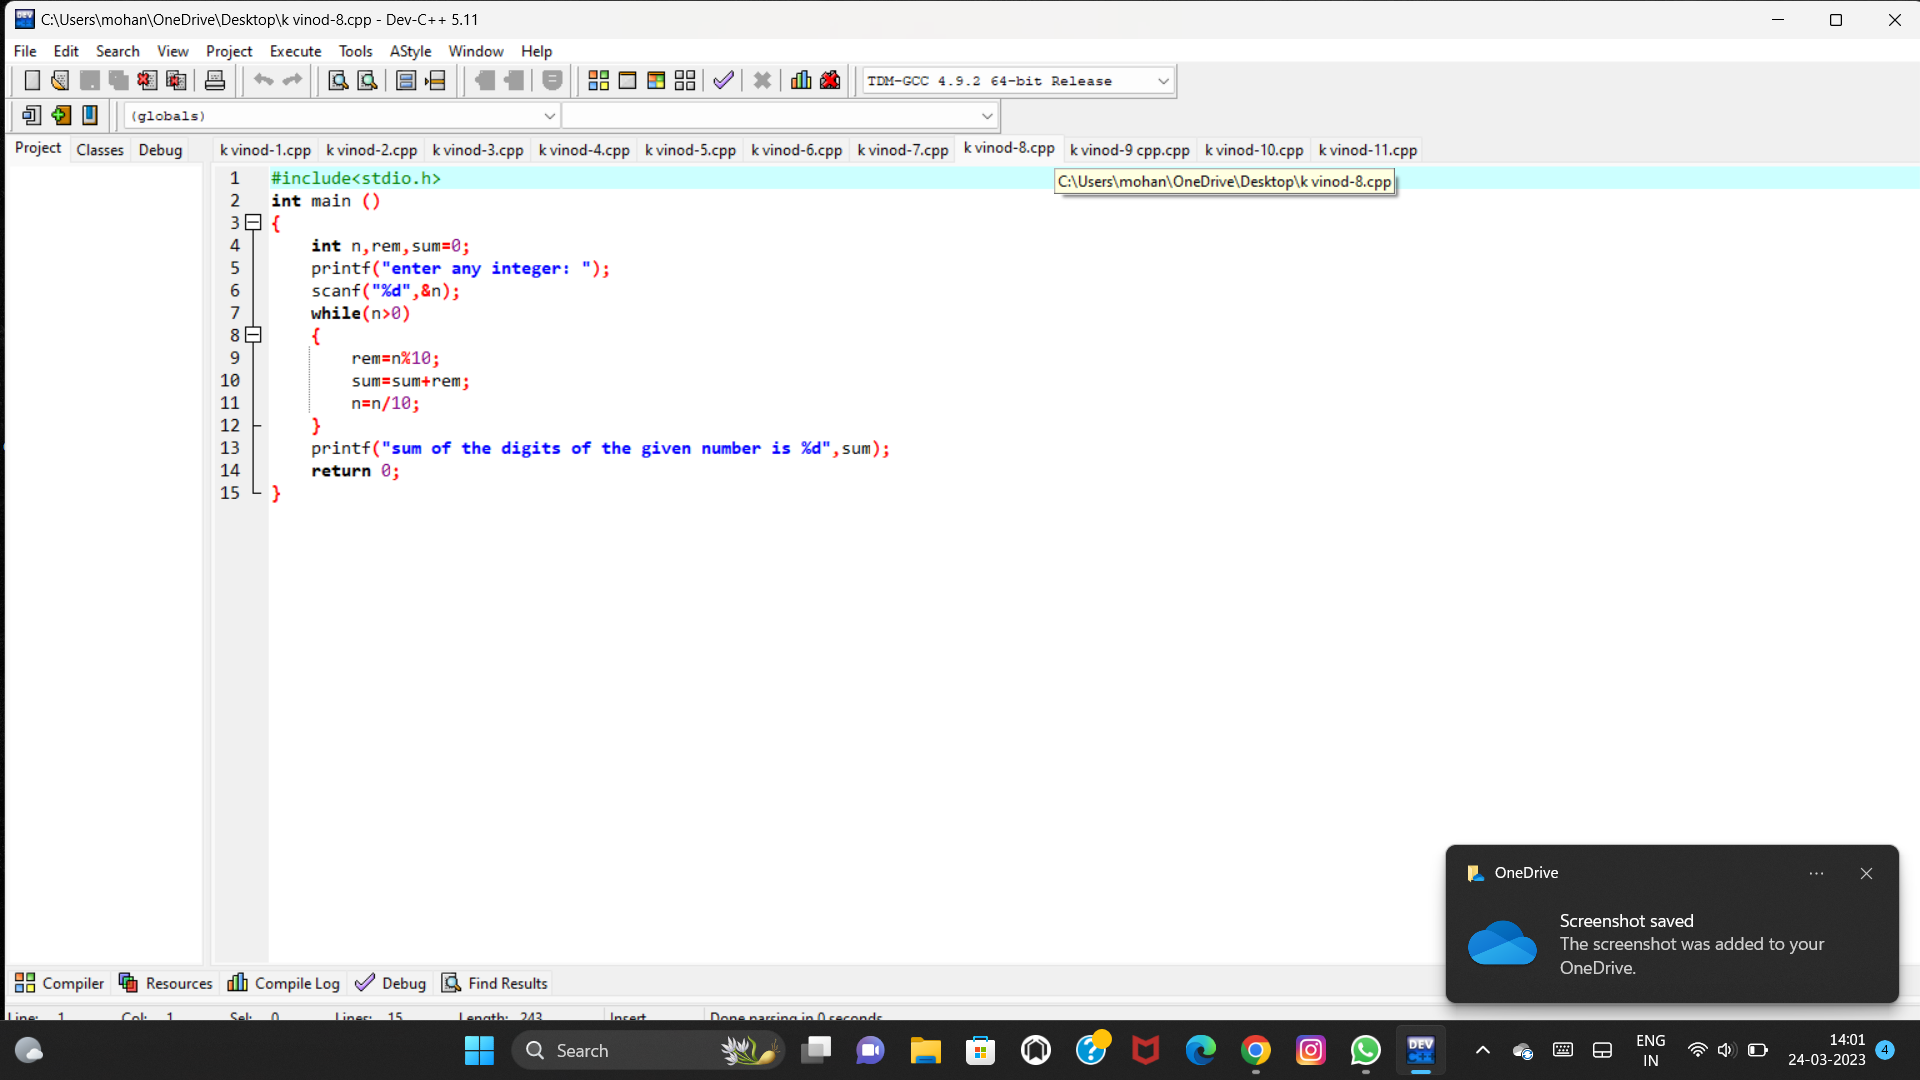 C:\Users\mohan\OneDrive\Desktop\k vinod-8.cpp - Dev-C++ 5.11
File Edit Search View Project Execute Tools AStyle Window Help
TDM-GCC 4.9.2 64-bit Release
(globals)
Project Classes Debug k vinod-1.cpp k vinod-2.cpp k vinod-3.cpp k vinod-4.cpp k vinod-5.cpp k vinod-6.cpp k vinod-7.cpp k vinod-8.cpp k vinod-9 cpp.cpp k vinod-10.cpp k vinod-11.cpp
C:\Users\mohan\OneDrive\Desktop\k vinod-8.cpp
1 #include<stdio.h>
2 int main ()
3 {
4 int n,rem,sum=0;
5 printf("enter any integer: ");
6 scanf("%d",&n);
7 while(n>0)
8 {
9 rem=n%10;
10 sum=sum+rem;
11 n=n/10;
12 }
13 printf("sum of the digits of the given number is %d",sum);
14 return 0;
15 }
OneDrive
Screenshot saved
The screenshot was added to your
OneDrive.
Compiler Resources Compile Log Debug Find Results
Line: 1 Col: 1 Sel: 0 Lines: 15 Length: 243 Insert Done parsing in 0 seconds
Search
DEV
ENG
IN
14:01
24-03-2023
4